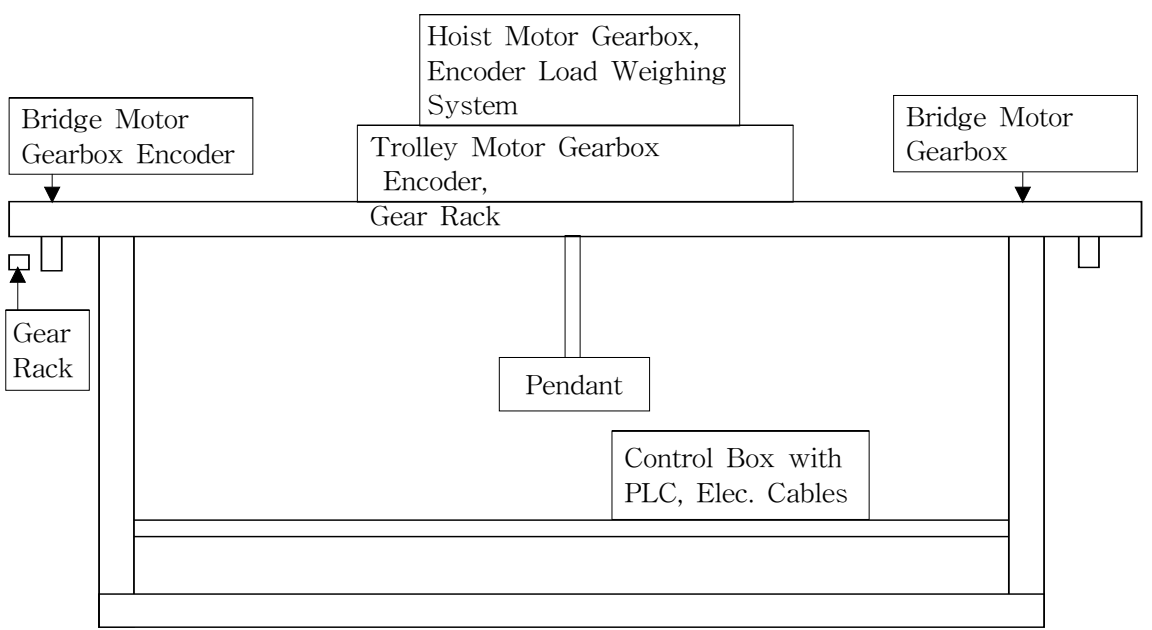 Hoist Motor Gearbox,
Encoder Load Weighing
System
Bridge Motor
Gearbox Encoder
Trolley Motor Gearbox
Encoder,
Gear Rack
Bridge Motor
Gearbox
Gear
Rack
Pendant
Control Box with
PLC, Elec. Cables